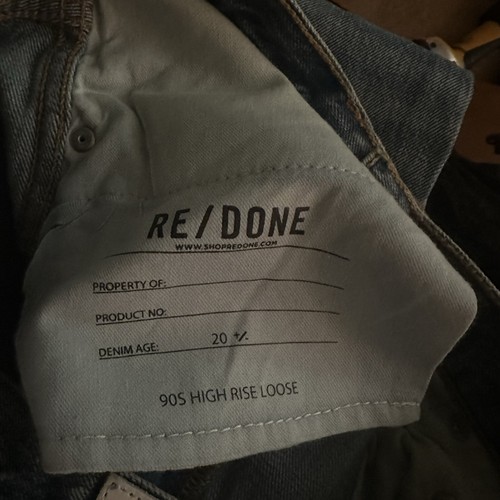 RE/DONE
WWW.SHOPREDONE.COM
PROPERTY OF:
PRODUCT NO:
DENIM AGE: 20 +/-
90S HIGH RISE LOOSE